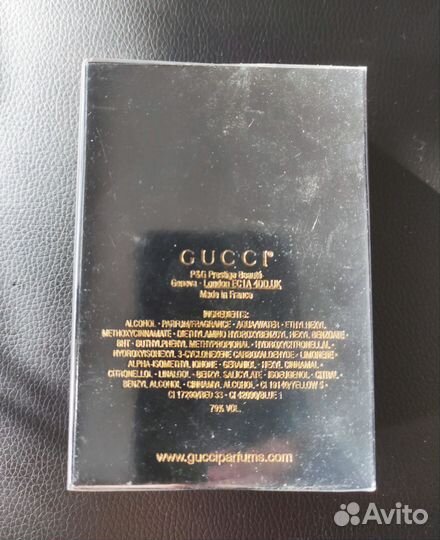 GUCCI®
P&G Prestige Beauté
Geneva - London EC1A 4DD.UK
Made in France
INGREDIENTS:
ALCOHOL - PARFUM/FRAGRANCE - AQUA/WATER - ETHYLHEXYL
METHOXYCINNAMATE - DIETHYLAMINO HYDROXYBENZOYL HEXYL BENZOATE -
BHT - BUTYLPHENYL METHYLPROPIONAL - HYDROXYCITRONELLAL -
HYDROXYISOHEXYL 3-CYCLOHEXENE CARBOXALDEHYDE - LIMONENE -
ALPHA-ISOMETHYL IONONE - GERANIOL - HEXYL CINNAMAL -
CITRONELLOL - LINALOOL - BENZYL SALICYLATE - ISOEUGENOL - CITRAL -
BENZYL ALCOHOL - CINNAMYL ALCOHOL - CI 19140/YELLOW 5 -
CI 17200/RED 33 - CI 42090/BLUE 1
79% VOL.
www.gucciparfums.com
Avito